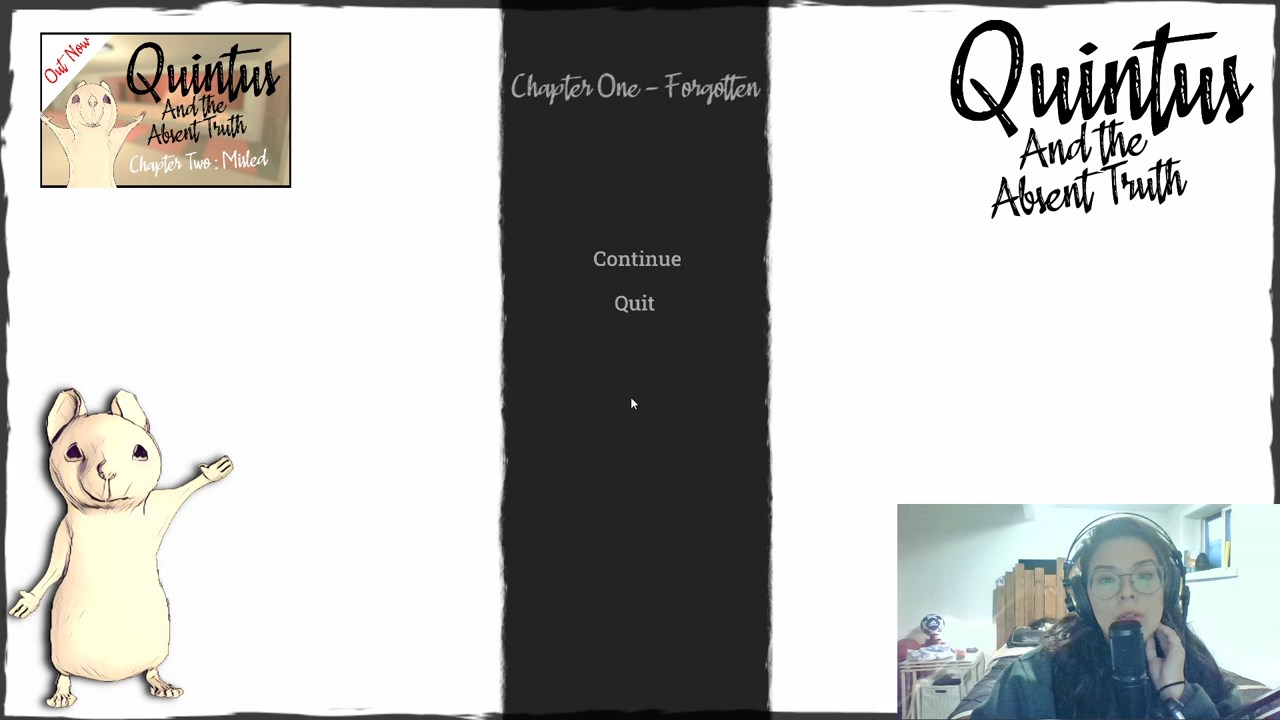 Out Now
Quintus
And the
Absent Truth
Chapter Two : Misled
Chapter One - Forgotten
Continue
Quit
Quintus
And the
Absent Truth